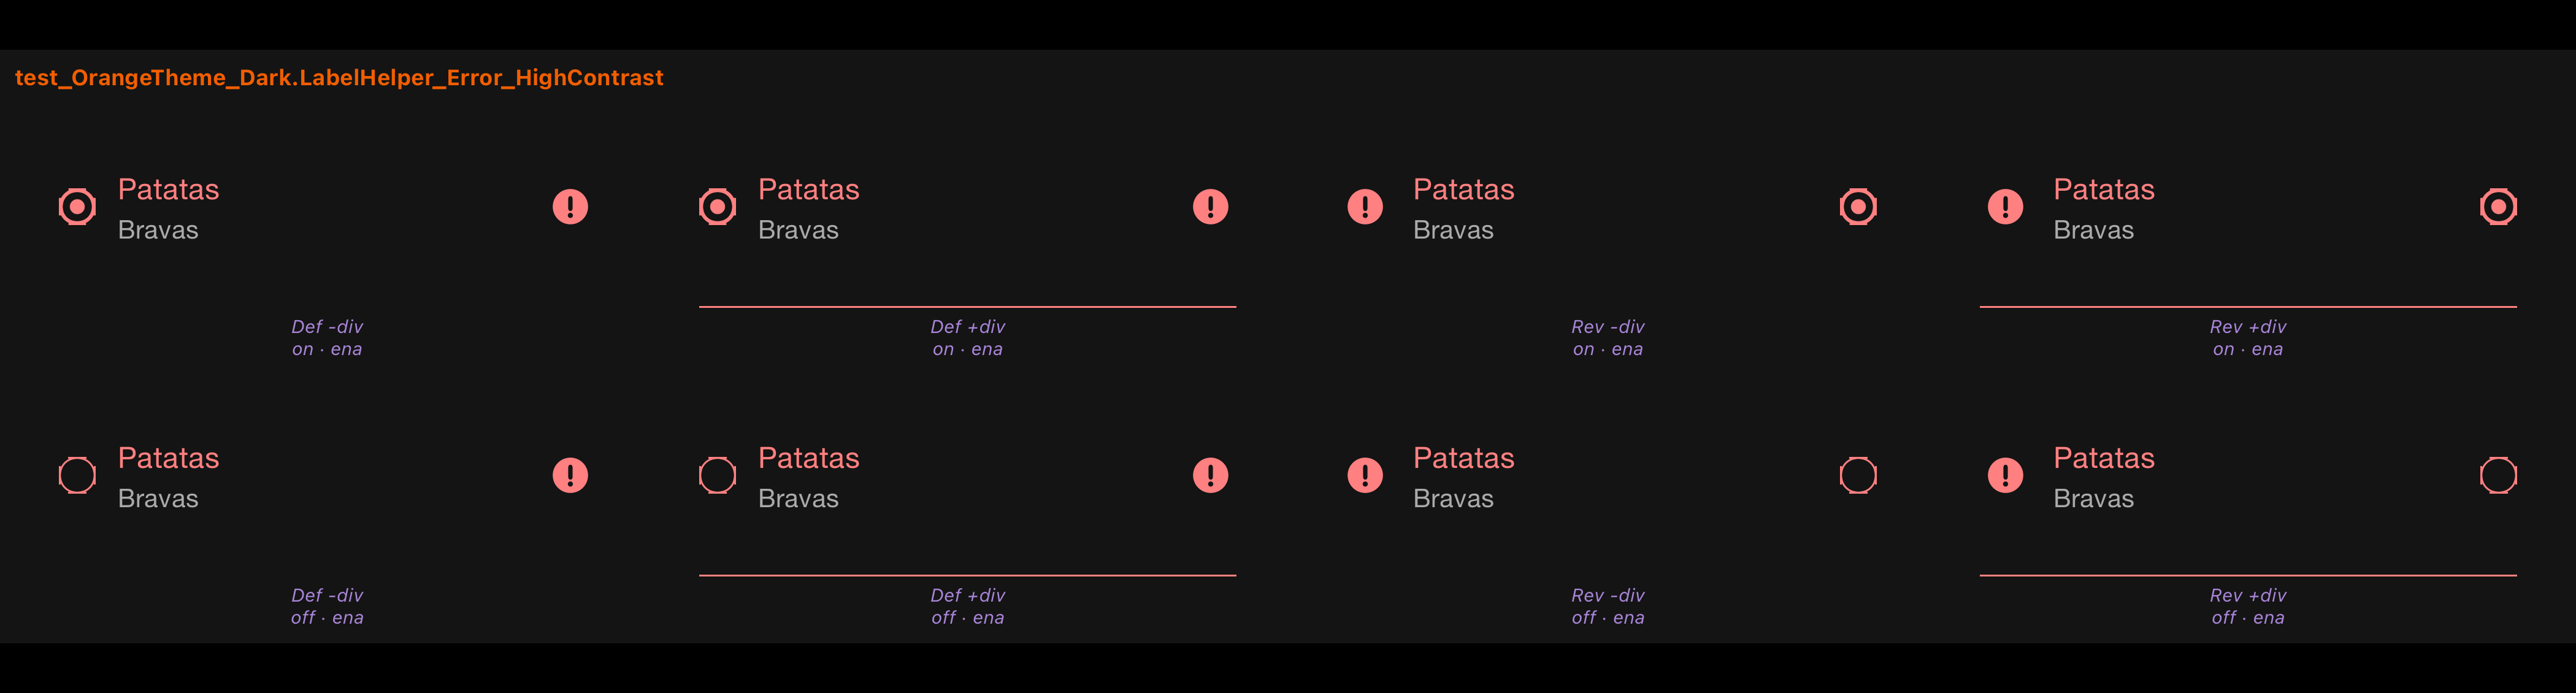 test_OrangeTheme_Dark.LabelHelper_Error_HighContrast
Patatas
Bravas
Def -div
on · ena
Patatas
Bravas
Def +div
on · ena
Patatas
Bravas
Rev -div
on · ena
Patatas
Bravas
Rev +div
on · ena
Patatas
Bravas
Def -div
off · ena
Patatas
Bravas
Def +div
off · ena
Patatas
Bravas
Rev -div
off · ena
Patatas
Bravas
Rev +div
off · ena